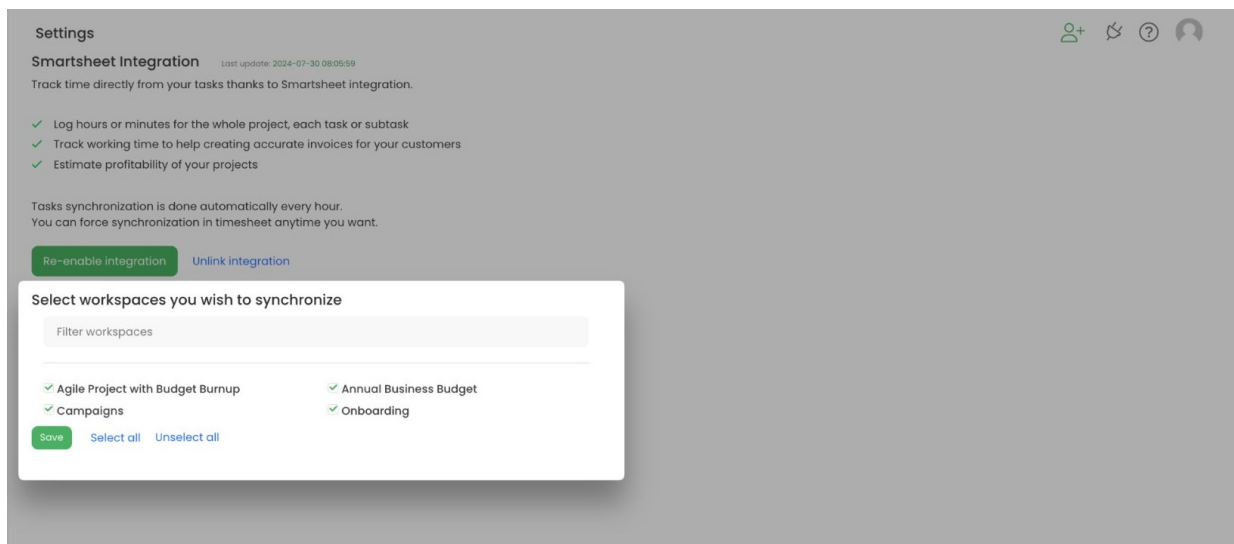 Settings
Smartsheet Integration Last update: 2024-07-30 08:05:59
Track time directly from your tasks thanks to Smartsheet integration.
Log hours or minutes for the whole project, each task or subtask
Track working time to help creating accurate invoices for your customers
Estimate profitability of your projects
Tasks synchronization is done automatically every hour.
You can force synchronization in timesheet anytime you want.
Re-enable integration Unlink integration
Select workspaces you wish to synchronize
Filter workspaces
Agile Project with Budget Burnup Annual Business Budget
Campaigns Onboarding
Save Select all Unselect all